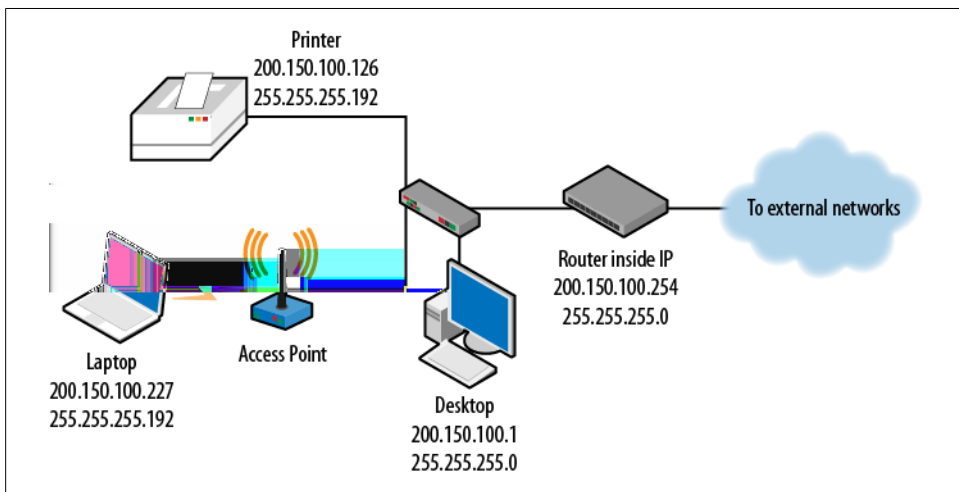 Printer
200.150.100.126
255.255.255.192
To external networks
Router inside IP
200.150.100.254
255.255.255.0
Access Point
Laptop
200.150.100.227
255.255.255.192
Desktop
200.150.100.1
255.255.255.0